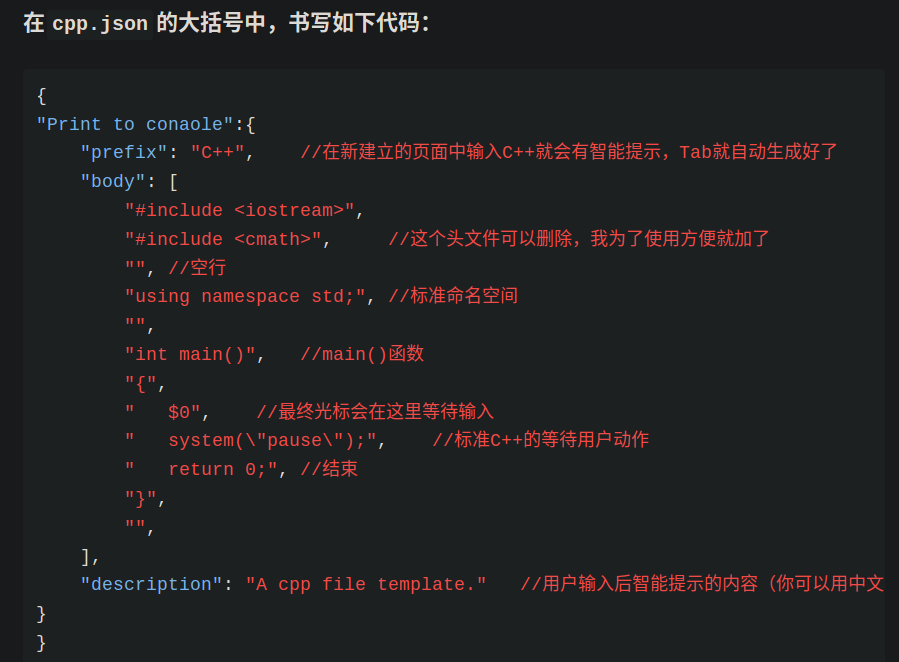 在 cpp.json 的大括号中，书写如下代码：
{
"Print to conaole":{
    "prefix": "C++",    //在新建立的页面中输入C++就会有智能提示，Tab就自动生成好了
    "body": [
        "#include <iostream>",
        "#include <cmath>",     //这个头文件可以删除，我为了使用方便就加了
        "", //空行
        "using namespace std;", //标准命名空间
        "",
        "int main()",   //main()函数
        "{",
        "   $0",    //最终光标会在这里等待输入
        "   system(\"pause\");",    //标准C++的等待用户动作
        "   return 0;", //结束
        "}",
        "",
    ],
    "description": "A cpp file template."   //用户输入后智能提示的内容（你可以用中文
}
}